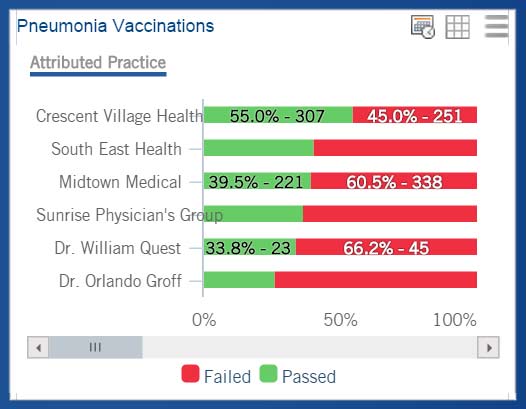 Pneumonia Vaccinations
Attributed Practice
Crescent Village Health 55.0% - 307 45.0% - 251
South East Health
Midtown Medical 39.5% - 221 60.5% - 338
Sunrise Physician's Group
Dr. William Quest 33.8% - 23 66.2% - 45
Dr. Orlando Groff
0% 50% 100%
Failed Passed